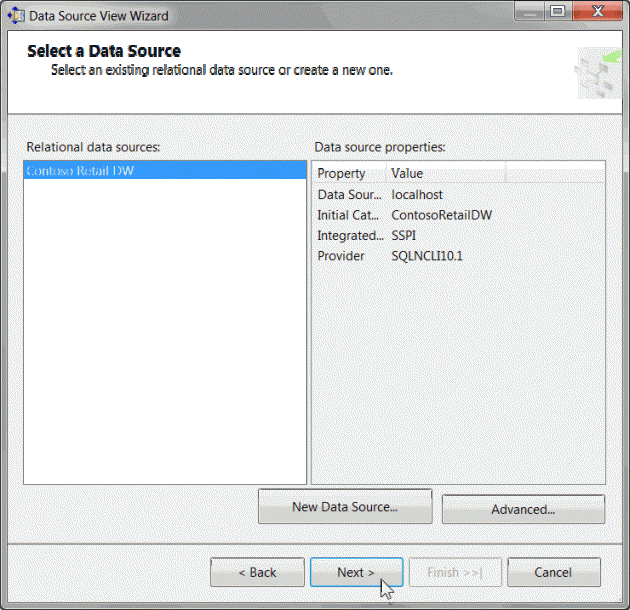 Data Source View Wizard
Select a Data Source
Select an existing relational data source or create a new one.
Relational data sources:
Data source properties:
Contoso Retail DW
Property Value
Data Sour... localhost
Initial Cat... ContosoRetailDW
Integrated... SSPI
Provider SQLNCLI10.1
New Data Source...
Advanced...
< Back
Next >
Finish >>|
Cancel